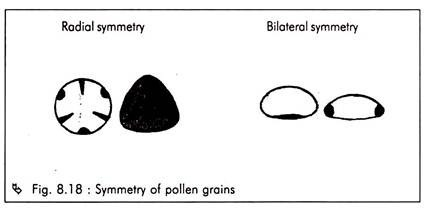 Radial symmetry
Bilateral symmetry
Fig. 8.18 : Symmetry of pollen grains